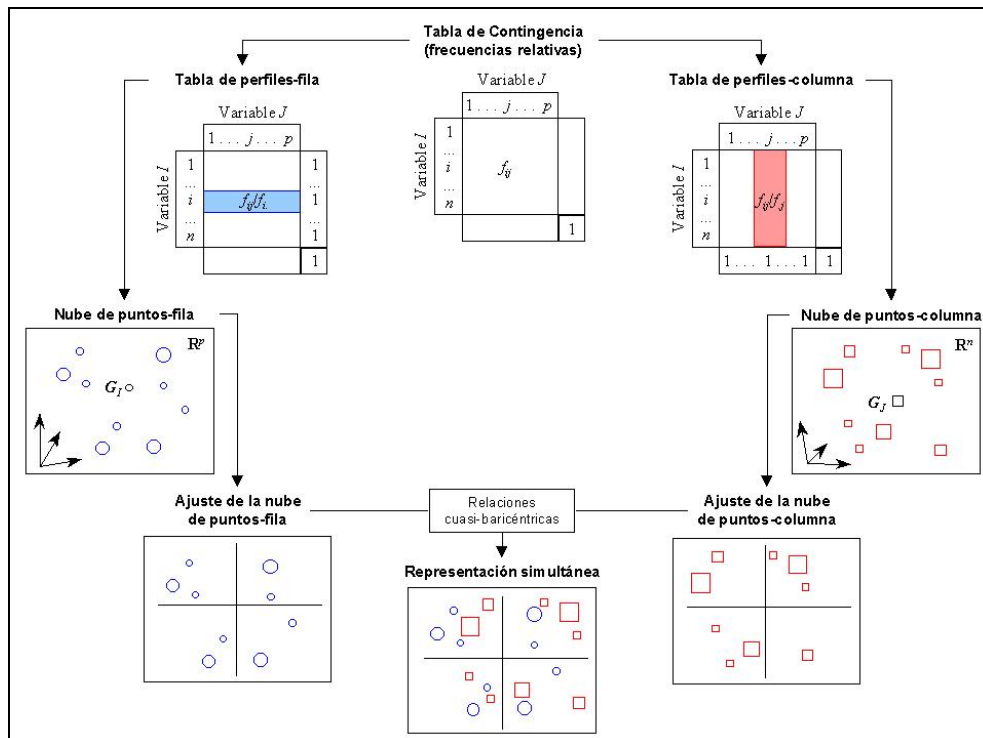 Tabla de Contingencia
(frecuencias relativas)
Tabla de perfiles-fila
Tabla de perfiles-columna
Variable J
1 . . . j . . . p
Variable I
1
...
i
...
n
f_ij/f_i.
1
...
1
...
1
1
Variable J
1 . . . j . . . p
Variable I
1
...
i
...
n
f_ij
1
Variable J
1 . . . j . . . p
Variable I
1
...
i
...
n
f_ij/f_.j
1 . . . 1 . . . 1
1
Nube de puntos-fila
R^p
G_I
Nube de puntos-columna
R^n
G_J
Ajuste de la nube
de puntos-fila
Relaciones
cuasi-baricéntricas
Ajuste de la nube
de puntos-columna
Representación simultánea